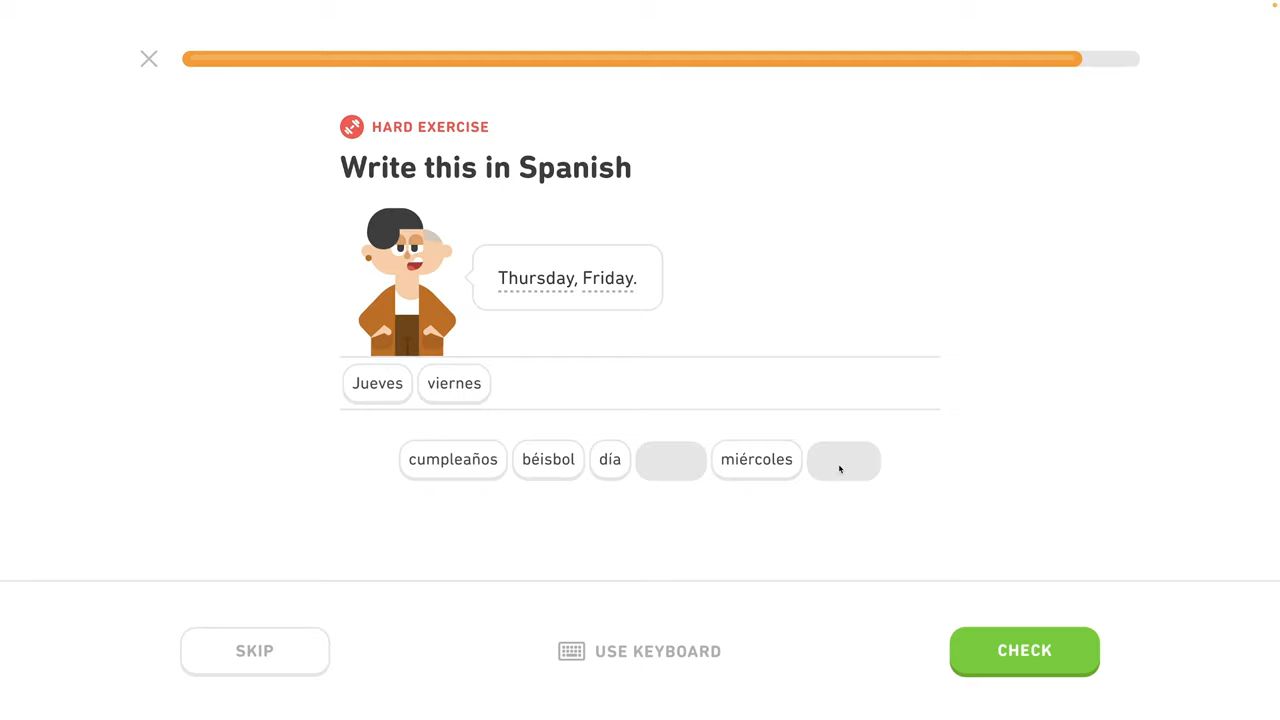 HARD EXERCISE
Write this in Spanish
Thursday, Friday.
Jueves viernes
cumpleaños béisbol día miércoles
SKIP USE KEYBOARD CHECK